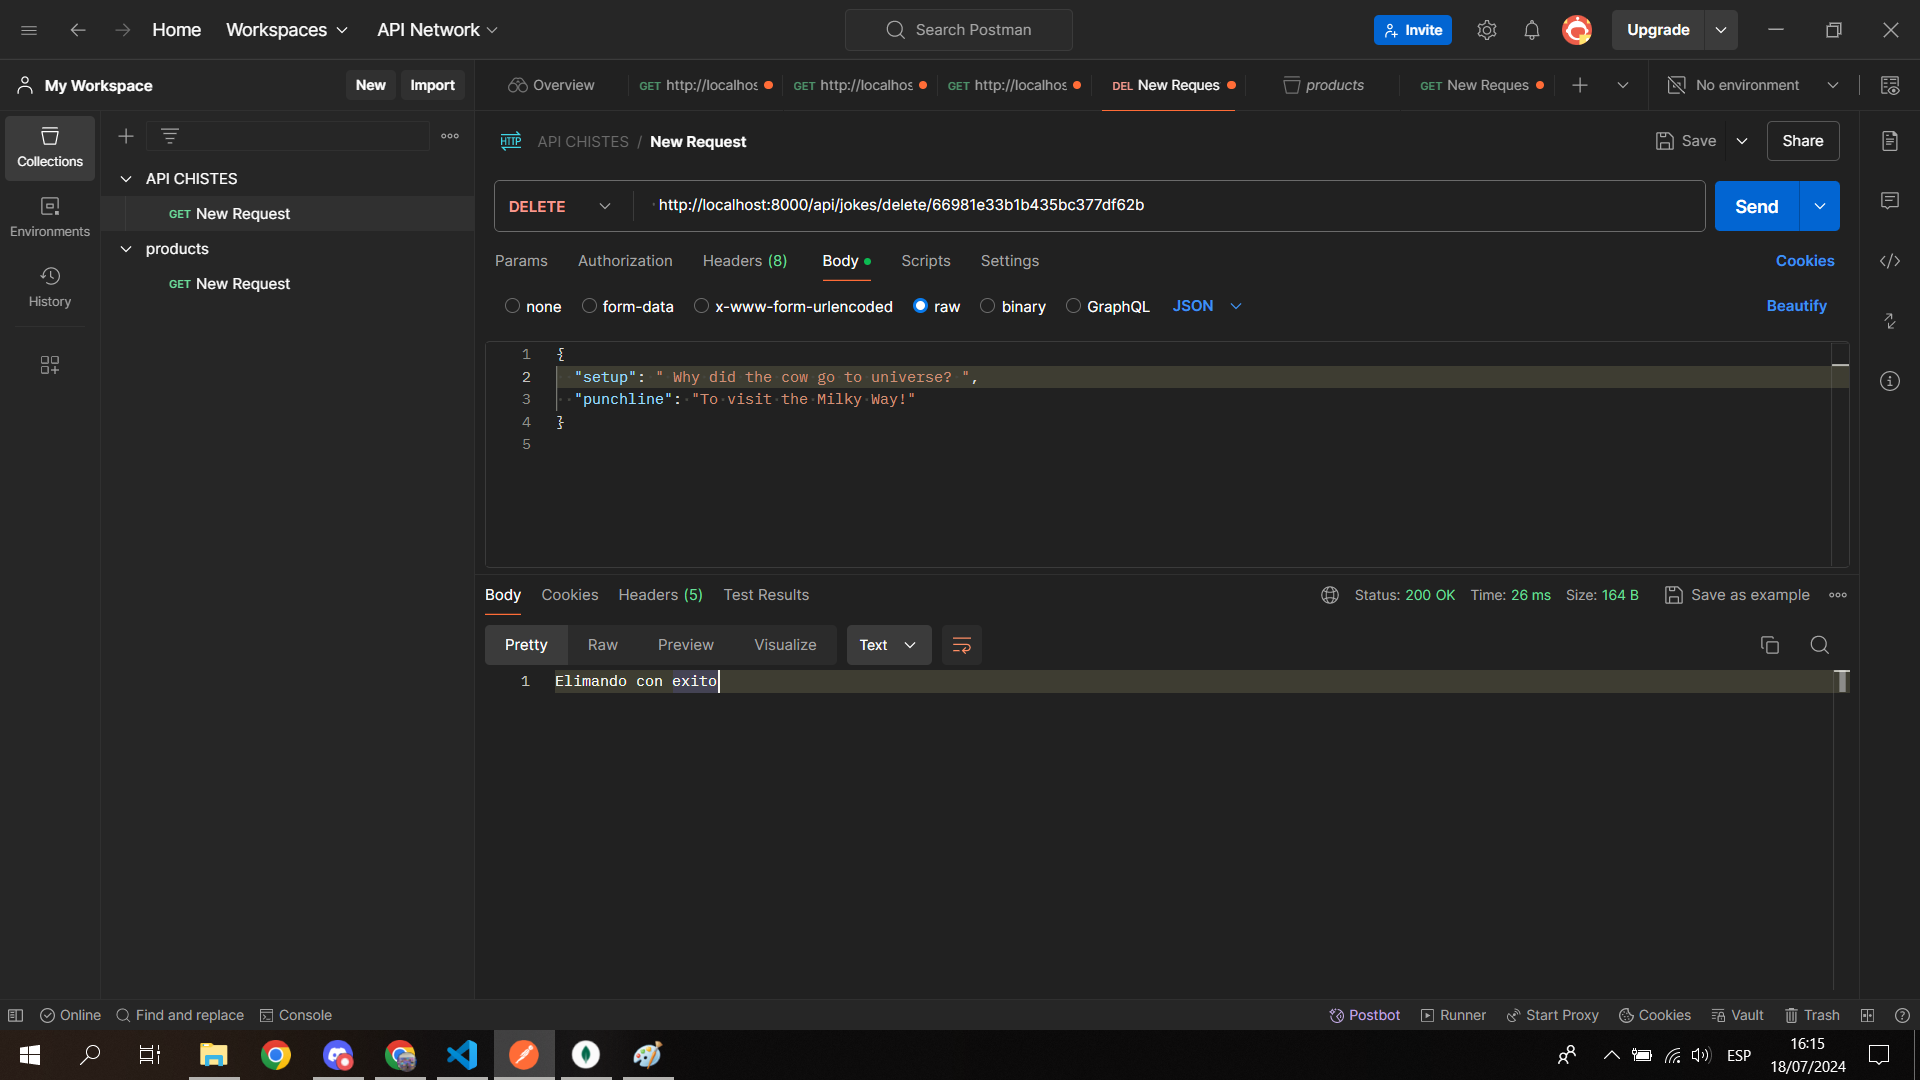 Home
Workspaces
API Network
Search Postman
Invite
Upgrade
My Workspace
New
Import
Overview
GET http://localhos
GET http://localhos
GET http://localhos
DEL New Reques
products
GET New Reques
No environment
Collections
Environments
History
API CHISTES
GET New Request
products
GET New Request
HTTP
API CHISTES / New Request
Save
Share
DELETE
http://localhost:8000/api/jokes/delete/66981e33b1b435bc377df62b
Send
Params
Authorization
Headers (8)
Body
Scripts
Settings
Cookies
none
form-data
x-www-form-urlencoded
raw
binary
GraphQL
JSON
Beautify
1 {
2 "setup": " Why did the cow go to universe? ",
3 "punchline": "To visit the Milky Way!"
4 }
5
Body
Cookies
Headers (5)
Test Results
Status: 200 OK
Time: 26 ms
Size: 164 B
Save as example
Pretty
Raw
Preview
Visualize
Text
1 Elimando con exito
Online
Find and replace
Console
Postbot
Runner
Start Proxy
Cookies
Vault
Trash
ESP
16:15
18/07/2024